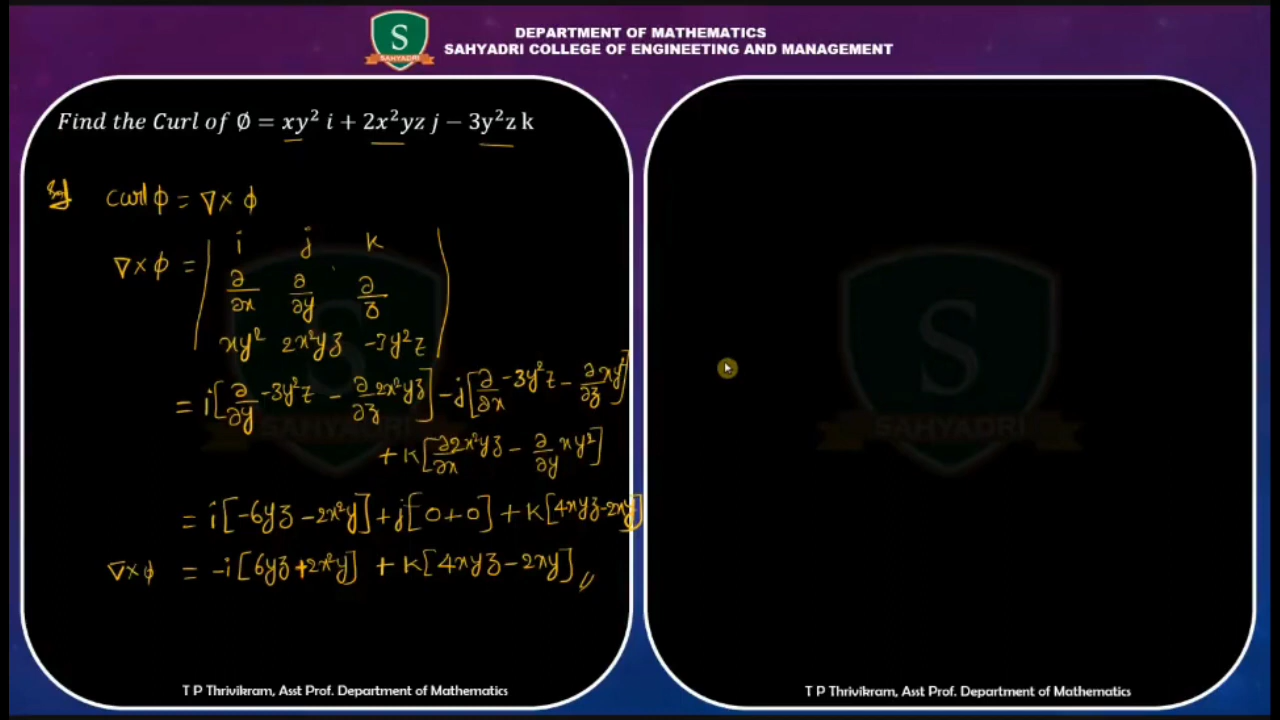 DEPARTMENT OF MATHEMATICS
SAHYADRI COLLEGE OF ENGINEETING AND MANAGEMENT
S
SAHYADRI
Find the Curl of ∅ = xy² i + 2x²yz j − 3y²z k
Sol
curl ϕ = ∇× ϕ
∇×ϕ = | i j k |
| ∂/∂x ∂/∂y ∂/∂ |
| xy² 2x²yz -3y²z |
= i[∂/∂y -3y²z - ∂/∂z 2x²yz] - j[∂/∂x -3y²z - ∂/∂z xy²]
+ k[∂2x²yz/∂x - ∂/∂y xy²]
= i[-6yz - 2x²y] + j[0+0] + k[4xyz-2xy]
∇×ϕ = -i[6yz+2x²y] + k[4xyz-2xy]//
T P Thrivikram, Asst Prof. Department of Mathematics
S
SAHYADRI
T P Thrivikram, Asst Prof. Department of Mathematics